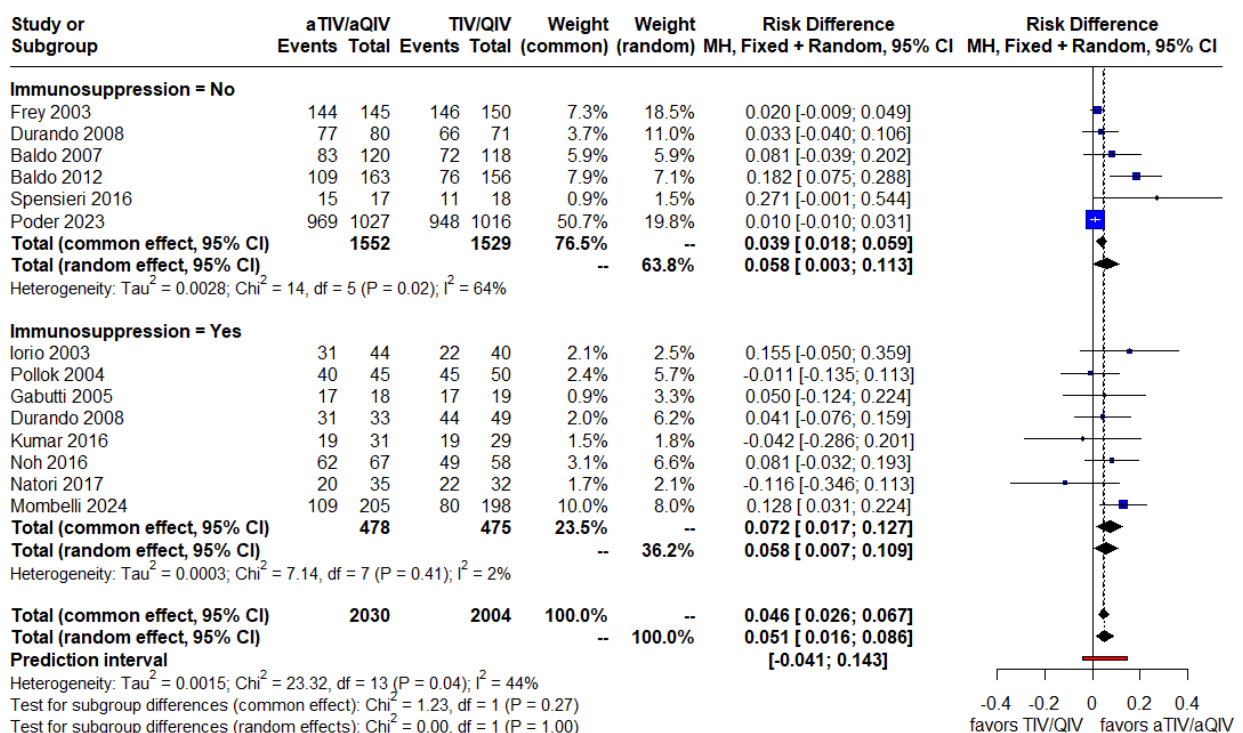 Study or aTIV/aQIV TIV/QIV Weight Weight Risk Difference Risk Difference
Subgroup Events Total Events Total (common) (random) MH, Fixed + Random, 95% CI MH, Fixed + Random, 95% CI
Immunosuppression = No
Frey 2003 144 145 146 150 7.3% 18.5% 0.020 [-0.009; 0.049]
Durando 2008 77 80 66 71 3.7% 11.0% 0.033 [-0.040; 0.106]
Baldo 2007 83 120 72 118 5.9% 5.9% 0.081 [-0.039; 0.202]
Baldo 2012 109 163 76 156 7.9% 7.1% 0.182 [0.075; 0.288]
Spensieri 2016 15 17 11 18 0.9% 1.5% 0.271 [-0.001; 0.544]
Poder 2023 969 1027 948 1016 50.7% 19.8% 0.010 [-0.010; 0.031]
Total (common effect, 95% CI) 1552 1529 76.5% -- 0.039 [ 0.018; 0.059]
Total (random effect, 95% CI) -- 63.8% 0.058 [ 0.003; 0.113]
Heterogeneity: Tau² = 0.0028; Chi² = 14, df = 5 (P = 0.02); I² = 64%
Immunosuppression = Yes
Iorio 2003 31 44 22 40 2.1% 2.5% 0.155 [-0.050; 0.359]
Pollok 2004 40 45 45 50 2.4% 5.7% -0.011 [-0.135; 0.113]
Gabutti 2005 17 18 17 19 0.9% 3.3% 0.050 [-0.124; 0.224]
Durando 2008 31 33 44 49 2.0% 6.2% 0.041 [-0.076; 0.159]
Kumar 2016 19 31 19 29 1.5% 1.8% -0.042 [-0.286; 0.201]
Noh 2016 62 67 49 58 3.1% 6.6% 0.081 [-0.032; 0.193]
Natori 2017 20 35 22 32 1.7% 2.1% -0.116 [-0.346; 0.113]
Mombelli 2024 109 205 80 198 10.0% 8.0% 0.128 [0.031; 0.224]
Total (common effect, 95% CI) 478 475 23.5% -- 0.072 [ 0.017; 0.127]
Total (random effect, 95% CI) -- 36.2% 0.058 [ 0.007; 0.109]
Heterogeneity: Tau² = 0.0003; Chi² = 7.14, df = 7 (P = 0.41); I² = 2%
Total (common effect, 95% CI) 2030 2004 100.0% -- 0.046 [ 0.026; 0.067]
Total (random effect, 95% CI) -- 100.0% 0.051 [ 0.016; 0.086]
Prediction interval [-0.041; 0.143]
Heterogeneity: Tau² = 0.0015; Chi² = 23.32, df = 13 (P = 0.04); I² = 44%
Test for subgroup differences (common effect): Chi² = 1.23, df = 1 (P = 0.27)
Test for subgroup differences (random effects): Chi² = 0.00, df = 1 (P = 1.00)
-0.4 -0.2 0 0.2 0.4
favors TIV/QIV favors aTIV/aQIV